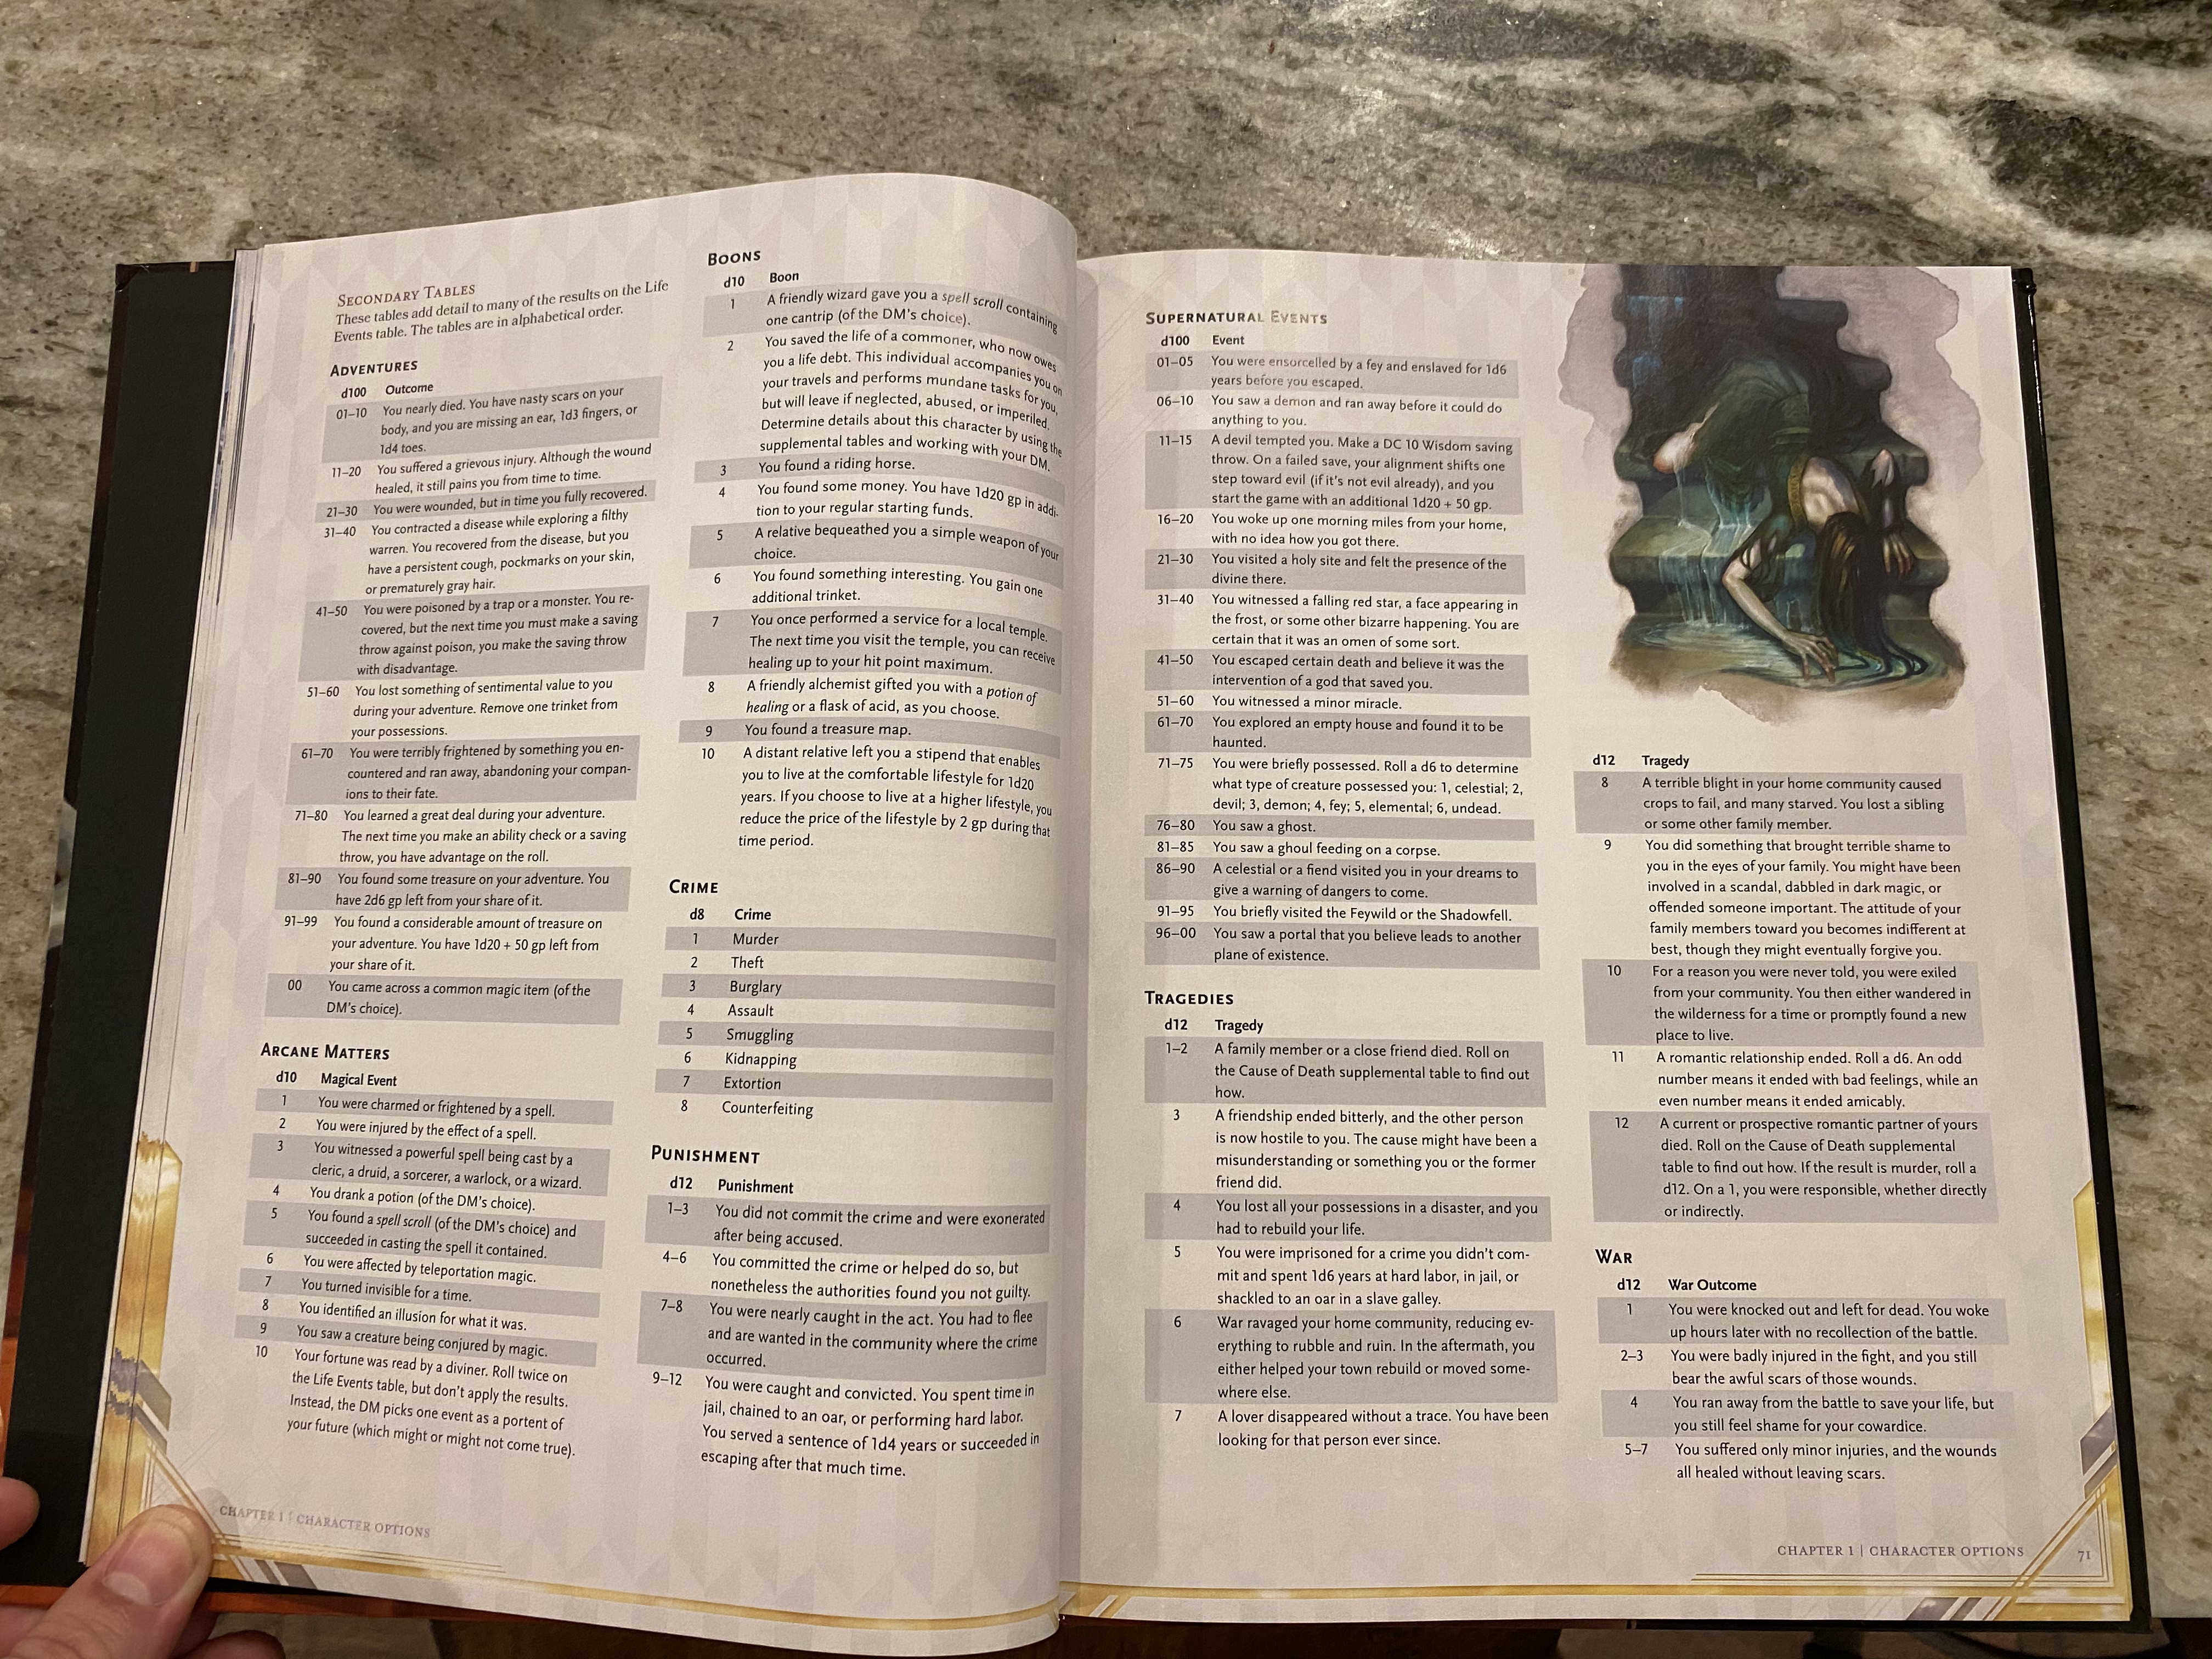 SECONDARY TABLES
These tables add detail to many of the results on the Life
Events table. The tables are in alphabetical order.
ADVENTURES
d100 Outcome
01–10 You nearly died. You have nasty scars on your
body, and you are missing an ear, 1d3 fingers, or
1d4 toes.
11–20 You suffered a grievous injury. Although the wound
healed, it still pains you from time to time.
21–30 You were wounded, but in time you fully recovered.
31–40 You contracted a disease while exploring a filthy
warren. You recovered from the disease, but you
have a persistent cough, pockmarks on your skin,
or prematurely gray hair.
41–50 You were poisoned by a trap or a monster. You re-
covered, but the next time you must make a saving
throw against poison, you make the saving throw
with disadvantage.
51–60 You lost something of sentimental value to you
during your adventure. Remove one trinket from
your possessions.
61–70 You were terribly frightened by something you en-
countered and ran away, abandoning your compan-
ions to their fate.
71–80 You learned a great deal during your adventure.
The next time you make an ability check or a saving
throw, you have advantage on the roll.
81–90 You found some treasure on your adventure. You
have 2d6 gp left from your share of it.
91–99 You found a considerable amount of treasure on
your adventure. You have 1d20 + 50 gp left from
your share of it.
00 You came across a common magic item (of the
DM's choice).
ARCANE MATTERS
d10 Magical Event
1 You were charmed or frightened by a spell.
2 You were injured by the effect of a spell.
3 You witnessed a powerful spell being cast by a
cleric, a druid, a sorcerer, a warlock, or a wizard.
4 You drank a potion (of the DM's choice).
5 You found a spell scroll (of the DM's choice) and
succeeded in casting the spell it contained.
6 You were affected by teleportation magic.
7 You turned invisible for a time.
8 You identified an illusion for what it was.
9 You saw a creature being conjured by magic.
10 Your fortune was read by a diviner. Roll twice on
the Life Events table, but don't apply the results.
Instead, the DM picks one event as a portent of
your future (which might or might not come true).
BOONS
d10 Boon
1 A friendly wizard gave you a spell scroll containing
one cantrip (of the DM's choice).
2 You saved the life of a commoner, who now owes
you a life debt. This individual accompanies you on
your travels and performs mundane tasks for you,
but will leave if neglected, abused, or imperiled.
Determine details about this character by using the
supplemental tables and working with your DM.
3 You found a riding horse.
4 You found some money. You have 1d20 gp in addi-
tion to your regular starting funds.
5 A relative bequeathed you a simple weapon of your
choice.
6 You found something interesting. You gain one
additional trinket.
7 You once performed a service for a local temple.
The next time you visit the temple, you can receive
healing up to your hit point maximum.
8 A friendly alchemist gifted you with a potion of
healing or a flask of acid, as you choose.
9 You found a treasure map.
10 A distant relative left you a stipend that enables
you to live at the comfortable lifestyle for 1d20
years. If you choose to live at a higher lifestyle, you
reduce the price of the lifestyle by 2 gp during that
time period.
CRIME
d8 Crime
1 Murder
2 Theft
3 Burglary
4 Assault
5 Smuggling
6 Kidnapping
7 Extortion
8 Counterfeiting
PUNISHMENT
d12 Punishment
1–3 You did not commit the crime and were exonerated
after being accused.
4–6 You committed the crime or helped do so, but
nonetheless the authorities found you not guilty.
7–8 You were nearly caught in the act. You had to flee
and are wanted in the community where the crime
occurred.
9–12 You were caught and convicted. You spent time in
jail, chained to an oar, or performing hard labor.
You served a sentence of 1d4 years or succeeded in
escaping after that much time.
CHAPTER 1 | CHARACTER OPTIONS
SUPERNATURAL EVENTS
d100 Event
01–05 You were ensorcelled by a fey and enslaved for 1d6
years before you escaped.
06–10 You saw a demon and ran away before it could do
anything to you.
11–15 A devil tempted you. Make a DC 10 Wisdom saving
throw. On a failed save, your alignment shifts one
step toward evil (if it's not evil already), and you
start the game with an additional 1d20 + 50 gp.
16–20 You woke up one morning miles from your home,
with no idea how you got there.
21–30 You visited a holy site and felt the presence of the
divine there.
31–40 You witnessed a falling red star, a face appearing in
the frost, or some other bizarre happening. You are
certain that it was an omen of some sort.
41–50 You escaped certain death and believe it was the
intervention of a god that saved you.
51–60 You witnessed a minor miracle.
61–70 You explored an empty house and found it to be
haunted.
71–75 You were briefly possessed. Roll a d6 to determine
what type of creature possessed you: 1, celestial; 2,
devil; 3, demon; 4, fey; 5, elemental; 6, undead.
76–80 You saw a ghost.
81–85 You saw a ghoul feeding on a corpse.
86–90 A celestial or a fiend visited you in your dreams to
give a warning of dangers to come.
91–95 You briefly visited the Feywild or the Shadowfell.
96–00 You saw a portal that you believe leads to another
plane of existence.
TRAGEDIES
d12 Tragedy
1–2 A family member or a close friend died. Roll on
the Cause of Death supplemental table to find out
how.
3 A friendship ended bitterly, and the other person
is now hostile to you. The cause might have been a
misunderstanding or something you or the former
friend did.
4 You lost all your possessions in a disaster, and you
had to rebuild your life.
5 You were imprisoned for a crime you didn't com-
mit and spent 1d6 years at hard labor, in jail, or
shackled to an oar in a slave galley.
6 War ravaged your home community, reducing ev-
erything to rubble and ruin. In the aftermath, you
either helped your town rebuild or moved some-
where else.
7 A lover disappeared without a trace. You have been
looking for that person ever since.
d12 Tragedy
8 A terrible blight in your home community caused
crops to fail, and many starved. You lost a sibling
or some other family member.
9 You did something that brought terrible shame to
you in the eyes of your family. You might have been
involved in a scandal, dabbled in dark magic, or
offended someone important. The attitude of your
family members toward you becomes indifferent at
best, though they might eventually forgive you.
10 For a reason you were never told, you were exiled
from your community. You then either wandered in
the wilderness for a time or promptly found a new
place to live.
11 A romantic relationship ended. Roll a d6. An odd
number means it ended with bad feelings, while an
even number means it ended amicably.
12 A current or prospective romantic partner of yours
died. Roll on the Cause of Death supplemental
table to find out how. If the result is murder, roll a
d12. On a 1, you were responsible, whether directly
or indirectly.
WAR
d12 War Outcome
1 You were knocked out and left for dead. You woke
up hours later with no recollection of the battle.
2–3 You were badly injured in the fight, and you still
bear the awful scars of those wounds.
4 You ran away from the battle to save your life, but
you still feel shame for your cowardice.
5–7 You suffered only minor injuries, and the wounds
all healed without leaving scars.
CHAPTER 1 | CHARACTER OPTIONS
71